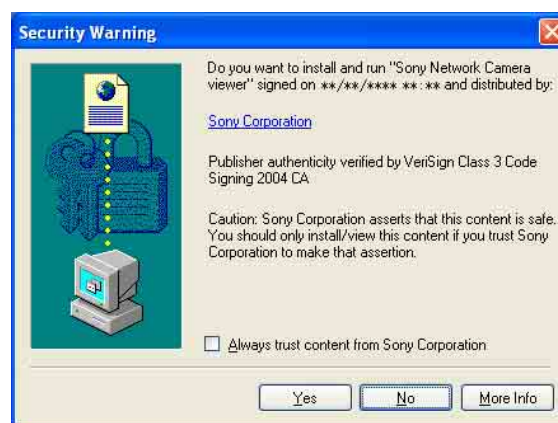 Security Warning
Do you want to install and run "Sony Network Camera
viewer" signed on **/**/**** **:** and distributed by:
Sony Corporation
Publisher authenticity verified by VeriSign Class 3 Code
Signing 2004 CA
Caution: Sony Corporation asserts that this content is safe.
You should only install/view this content if you trust Sony
Corporation to make that assertion.
Always trust content from Sony Corporation
Yes No More Info